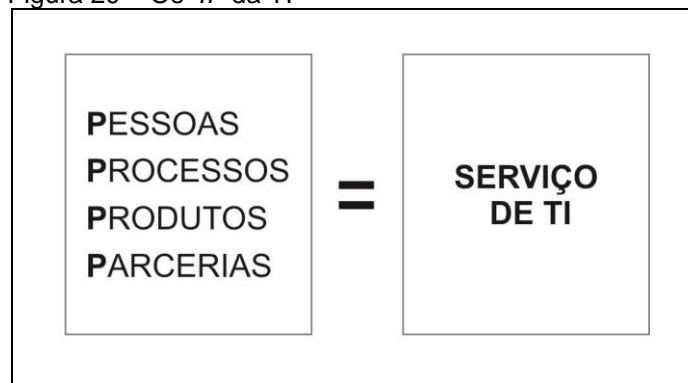 PESSOAS
PROCESSOS
PRODUTOS
PARCERIAS
=
SERVIÇO
DE TI